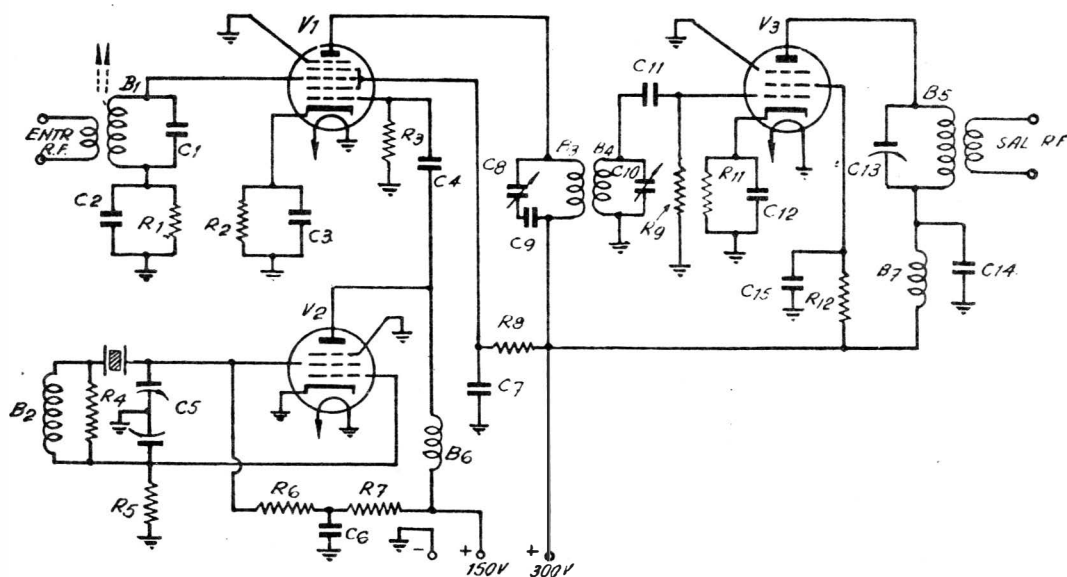 V1
V3
B1
C11
B5
ENTR
R.F.
C1
R3
C4
C8
B3
B4
C10
R11
C13
SAL RF
C2
R1
R2
C3
C9
R9
C12
B7
C14
C15
R12
V2
R8
C7
B2
R4
C5
B6
R5
R6
R7
C6
- + +
150V 300V